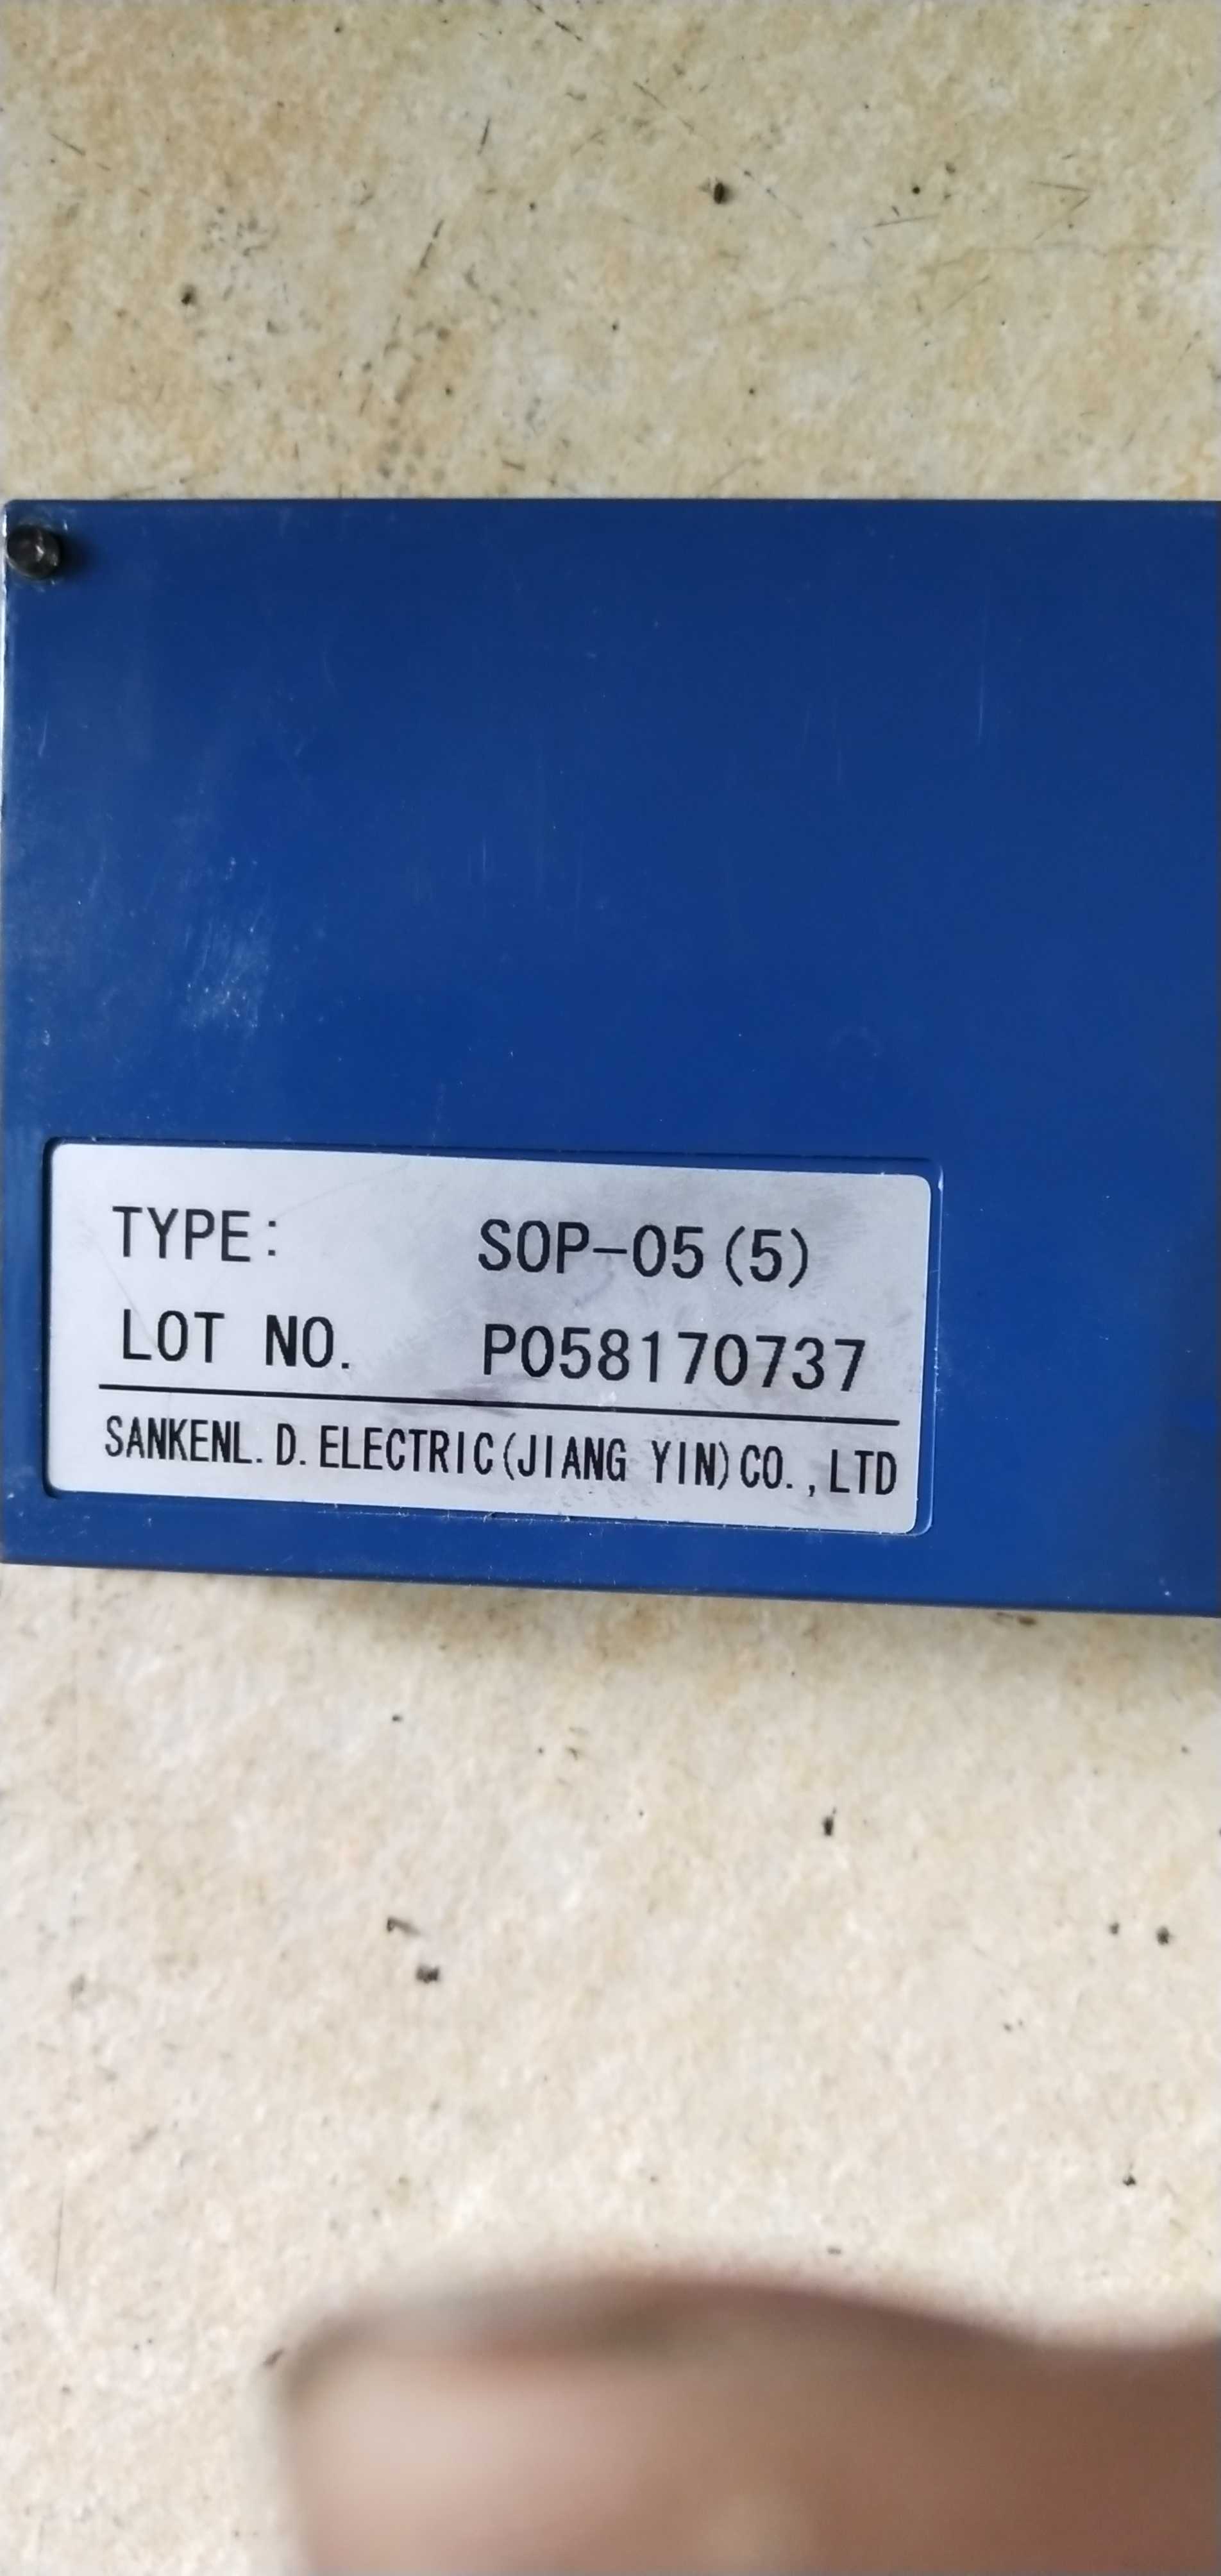 TYPE: SOP-05(5)
LOT NO. P058170737
SANKENL.D.ELECTRIC(JIANG YIN)CO.,LTD